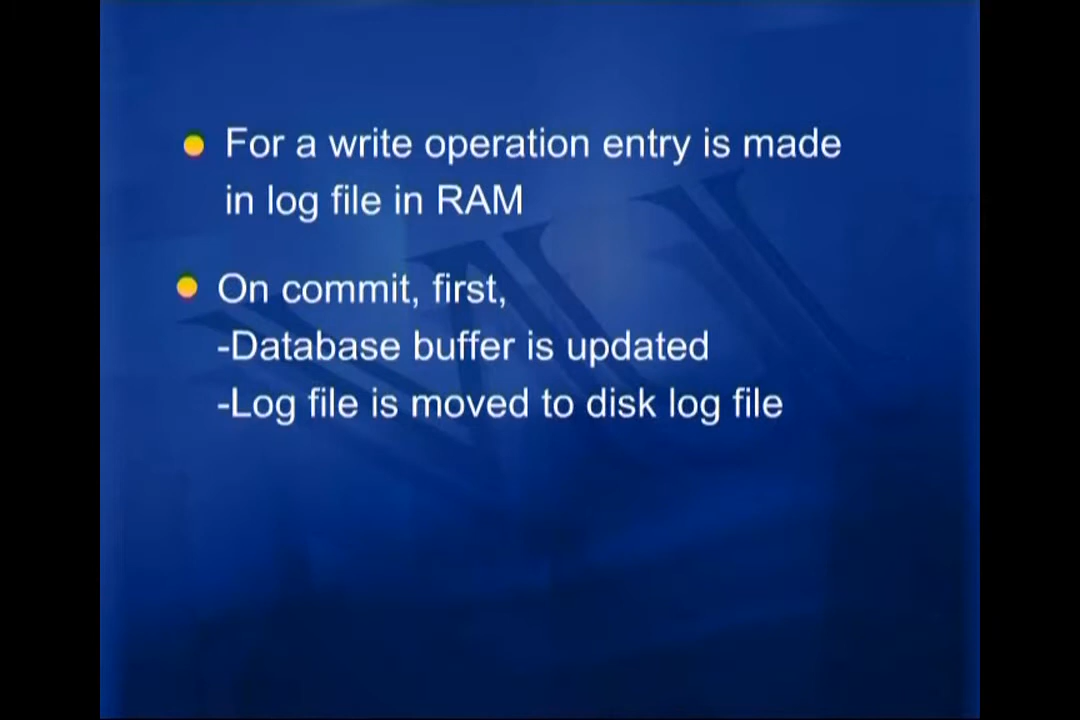 For a write operation entry is made
in log file in RAM
On commit, first,
-Database buffer is updated
-Log file is moved to disk log file
VU